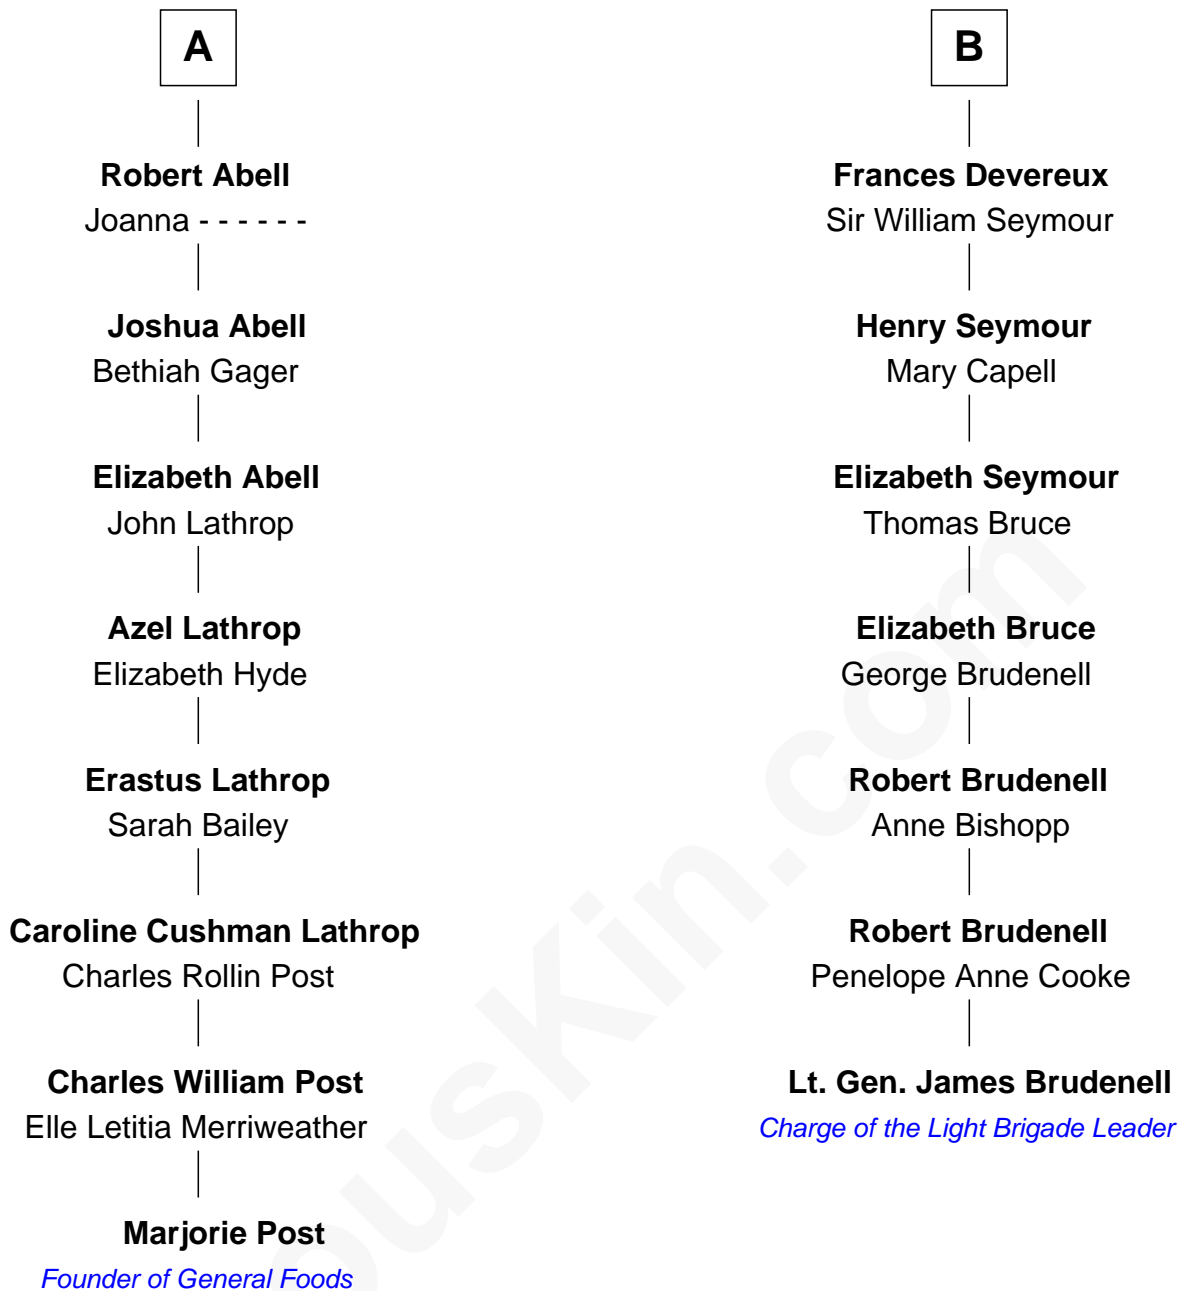 A
Robert Abell
Joanna - - - - - -
Joshua Abell
Bethiah Gager
Elizabeth Abell
John Lathrop
Azel Lathrop
Elizabeth Hyde
Erastus Lathrop
Sarah Bailey
Caroline Cushman Lathrop
Charles Rollin Post
Charles William Post
Elle Letitia Merriweather
Marjorie Post
Founder of General Foods
B
Frances Devereux
Sir William Seymour
Henry Seymour
Mary Capell
Elizabeth Seymour
Thomas Bruce
Elizabeth Bruce
George Brudenell
Robert Brudenell
Anne Bishopp
Robert Brudenell
Penelope Anne Cooke
Lt. Gen. James Brudenell
Charge of the Light Brigade Leader
ousKin.com